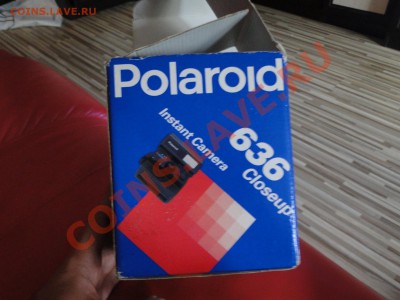 COINS.LAVE.RU
Polaroid
Instant Camera
636
Closeup
COINS.LAVE.RU